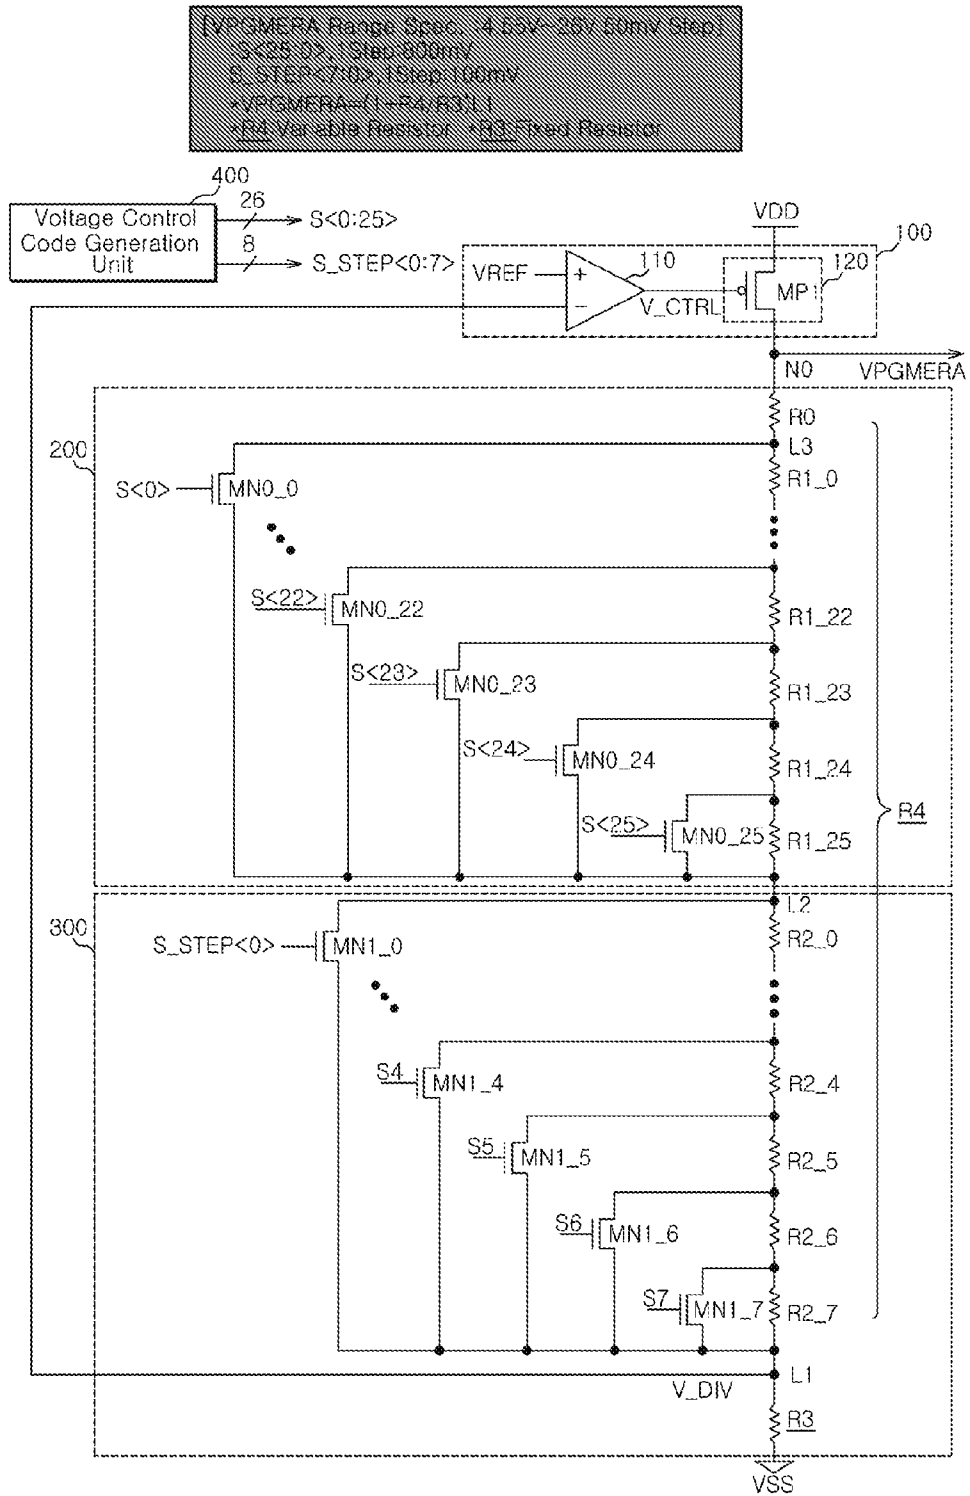 [VPGMERA Range Spec. 4.55V~26V 50mV Step]
S<25:0>,1Step:800mV
S_STEP<7:0>,1Step:100mV
*VPGMERA=(1+R4/R3)L1
*R4:Variable Resistor *R3:Fixed Resistor
400
Voltage Control
Code Generation
Unit
26
S<0:25>
8
S_STEP<0:7>
VDD
100
110
120
VREF
+
−
V_CTRL
MP1
N0
VPGMERA
200
R0
L3
S<0>
MN0_0
R1_0
S<22>
MN0_22
R1_22
S<23>
MN0_23
R1_23
S<24>
MN0_24
R1_24
S<25>
MN0_25
R1_25
R4
300
L2
S_STEP<0>
MN1_0
R2_0
S4
MN1_4
R2_4
S5
MN1_5
R2_5
S6
MN1_6
R2_6
S7
MN1_7
R2_7
V_DIV
L1
R3
VSS